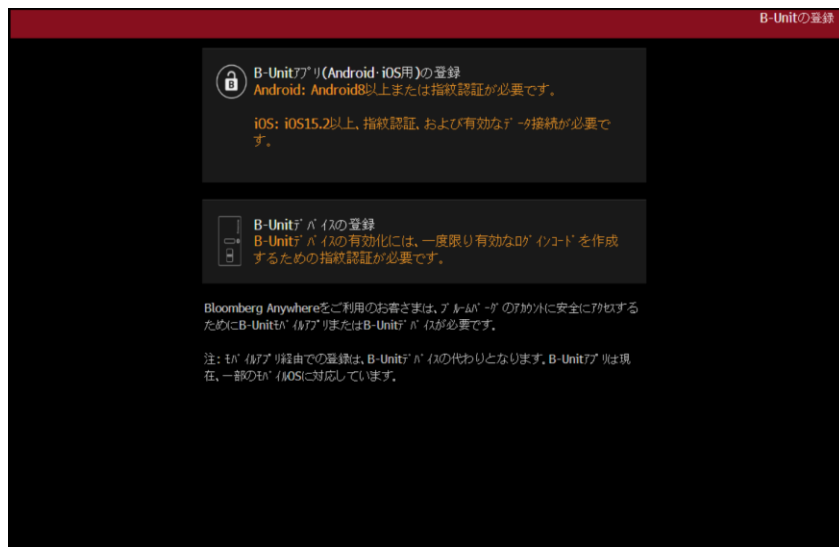 B-Unitの登録
B-Unitｱﾌﾟﾘ(Android･iOS用)の登録
Android: Android8以上または指紋認証が必要です。
iOS: iOS15.2以上、指紋認証、および有効なﾃﾞｰﾀ接続が必要で
す。
B-Unitﾃﾞﾊﾞｲｽの登録
B-Unitﾃﾞﾊﾞｲｽの有効化には、一度限り有効なﾛｸﾞｲﾝｺｰﾄﾞを作成
するための指紋認証が必要です。
Bloomberg Anywhereをご利用のお客さまは、ﾌﾞﾙｰﾑﾊﾞｰｸﾞのｱｶｳﾝﾄに安全にｱｸｾｽする
ためにB-UnitﾓﾊﾞｲﾙｱﾌﾟﾘまたはB-Unitﾃﾞﾊﾞｲｽが必要です。
注: ﾓﾊﾞｲﾙｱﾌﾟﾘ経由での登録は、B-Unitﾃﾞﾊﾞｲｽの代わりとなります。B-Unitｱﾌﾟﾘは現
在、一部のﾓﾊﾞｲﾙOSに対応しています。